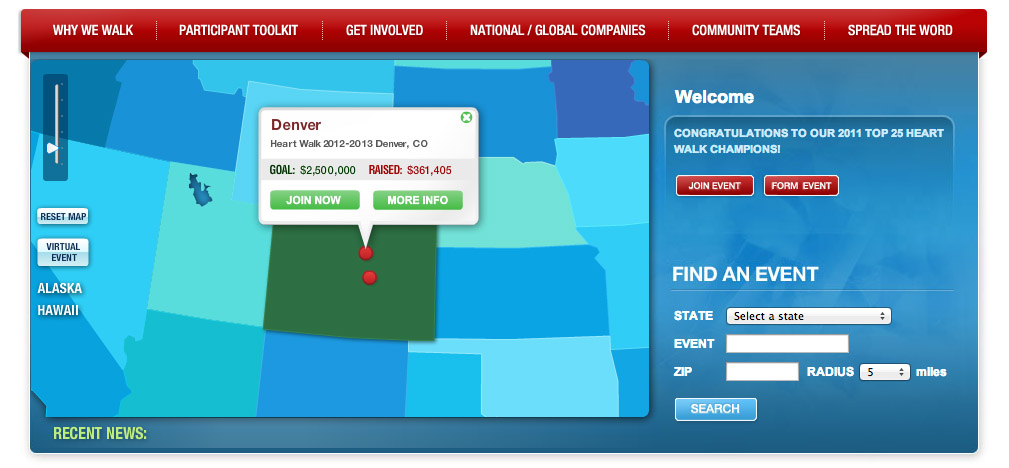 WHY WE WALK
PARTICIPANT TOOLKIT
GET INVOLVED
NATIONAL / GLOBAL COMPANIES
COMMUNITY TEAMS
SPREAD THE WORD
Denver
Heart Walk 2012-2013 Denver, CO
GOAL: $2,500,000 RAISED: $361,405
JOIN NOW
MORE INFO
RESET MAP
VIRTUAL
EVENT
ALASKA
HAWAII
RECENT NEWS:
Welcome
CONGRATULATIONS TO OUR 2011 TOP 25 HEART
WALK CHAMPIONS!
JOIN EVENT
FORM EVENT
FIND AN EVENT
STATE Select a state
EVENT
ZIP RADIUS 5 miles
SEARCH